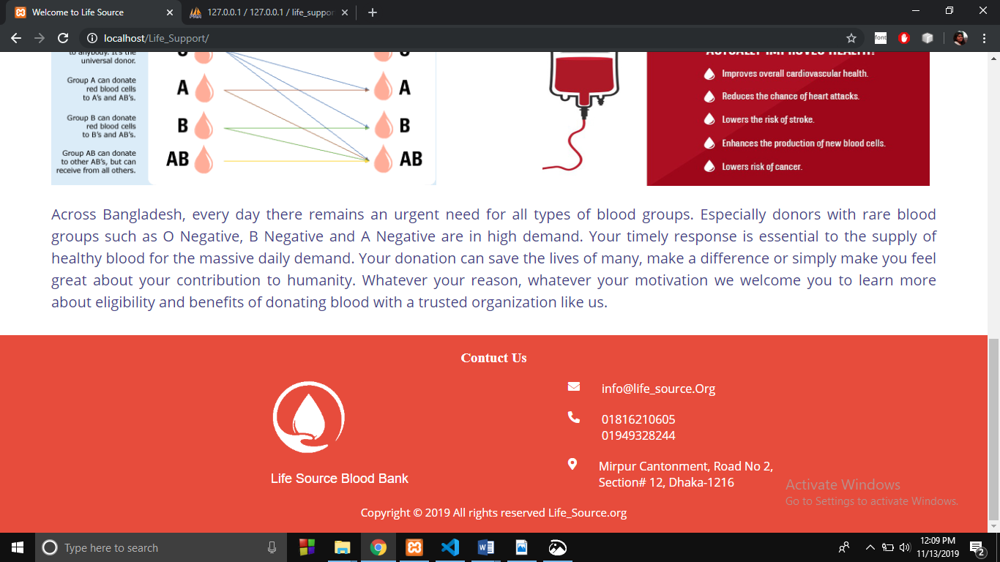 Welcome to Life Source
127.0.0.1 / 127.0.0.1 / life_suppor
localhost/Life_Support/
font
to anybody. It's the
universal donor.
Group A can donate
red blood cells
to A's and AB's.
Group B can donate
red blood cells
to B's and AB's.
Group AB can donate
to other AB's, but can
receive from all others.
A
A
B
B
AB
AB
ACTUALLY IMPROVES HEALTH!
Improves overall cardiovascular health.
Reduces the chance of heart attacks.
Lowers the risk of stroke.
Enhances the production of new blood cells.
Lowers risk of cancer.
Across Bangladesh, every day there remains an urgent need for all types of blood groups. Especially donors with rare blood
groups such as O Negative, B Negative and A Negative are in high demand. Your timely response is essential to the supply of
healthy blood for the massive daily demand. Your donation can save the lives of many, make a difference or simply make you feel
great about your contribution to humanity. Whatever your reason, whatever your motivation we welcome you to learn more
about eligibility and benefits of donating blood with a trusted organization like us.
Contuct Us
info@life_source.Org
01816210605
01949328244
Life Source Blood Bank
Mirpur Cantonment, Road No 2,
Section# 12, Dhaka-1216
Activate Windows
Go to Settings to activate Windows.
Copyright © 2019 All rights reserved Life_Source.org
Type here to search
12:09 PM
11/13/2019
2